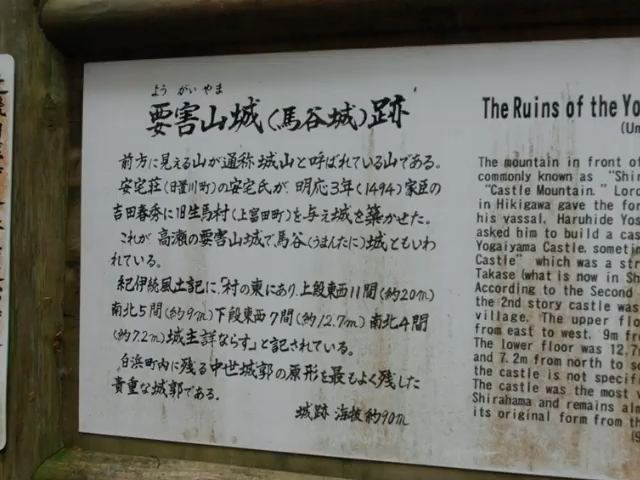 ようがいやま
要害山城(馬谷城)跡
前方に見える山が通称城山と呼ばれている山である。
安宅荘(日置川町)の安宅氏が、明応3年(1494)家臣の
吉田春秀に旧生馬村(上富田町)を与え城を築かせた。
これが、高瀬の要害山城で、馬谷(うまんたに)城ともいわ
れている。
紀伊続風土記に、「村の東にあり、上段東西11間(約20m)
南北5間(約9m)下段東西7間(約12.7m)南北4間
(約7.2m)城主詳ならす」と記されている。
白浜町内に残る中世城郭の原形を最もよく残した
貴重な城郭である。
城跡 海抜約90m
The Ruins of the Yo
(Un
The mountain in front of
commonly known as "Shir
"Castle Mountain." Lord
in Hikigawa gave the for
his vassal, Haruhide Yos
asked him to build a cas
Yogaiyama Castle, sometim
Castle" which was a str
Takase (what is now in Sh
According to the Second
the 2nd story castle was
village. The upper flo
from east to west, 9m fro
The lower floor was 12.7
and 7.2m from north to so
the castle is not specif
The castle was the most v
Shirahama and remains alm
its original form from th
19